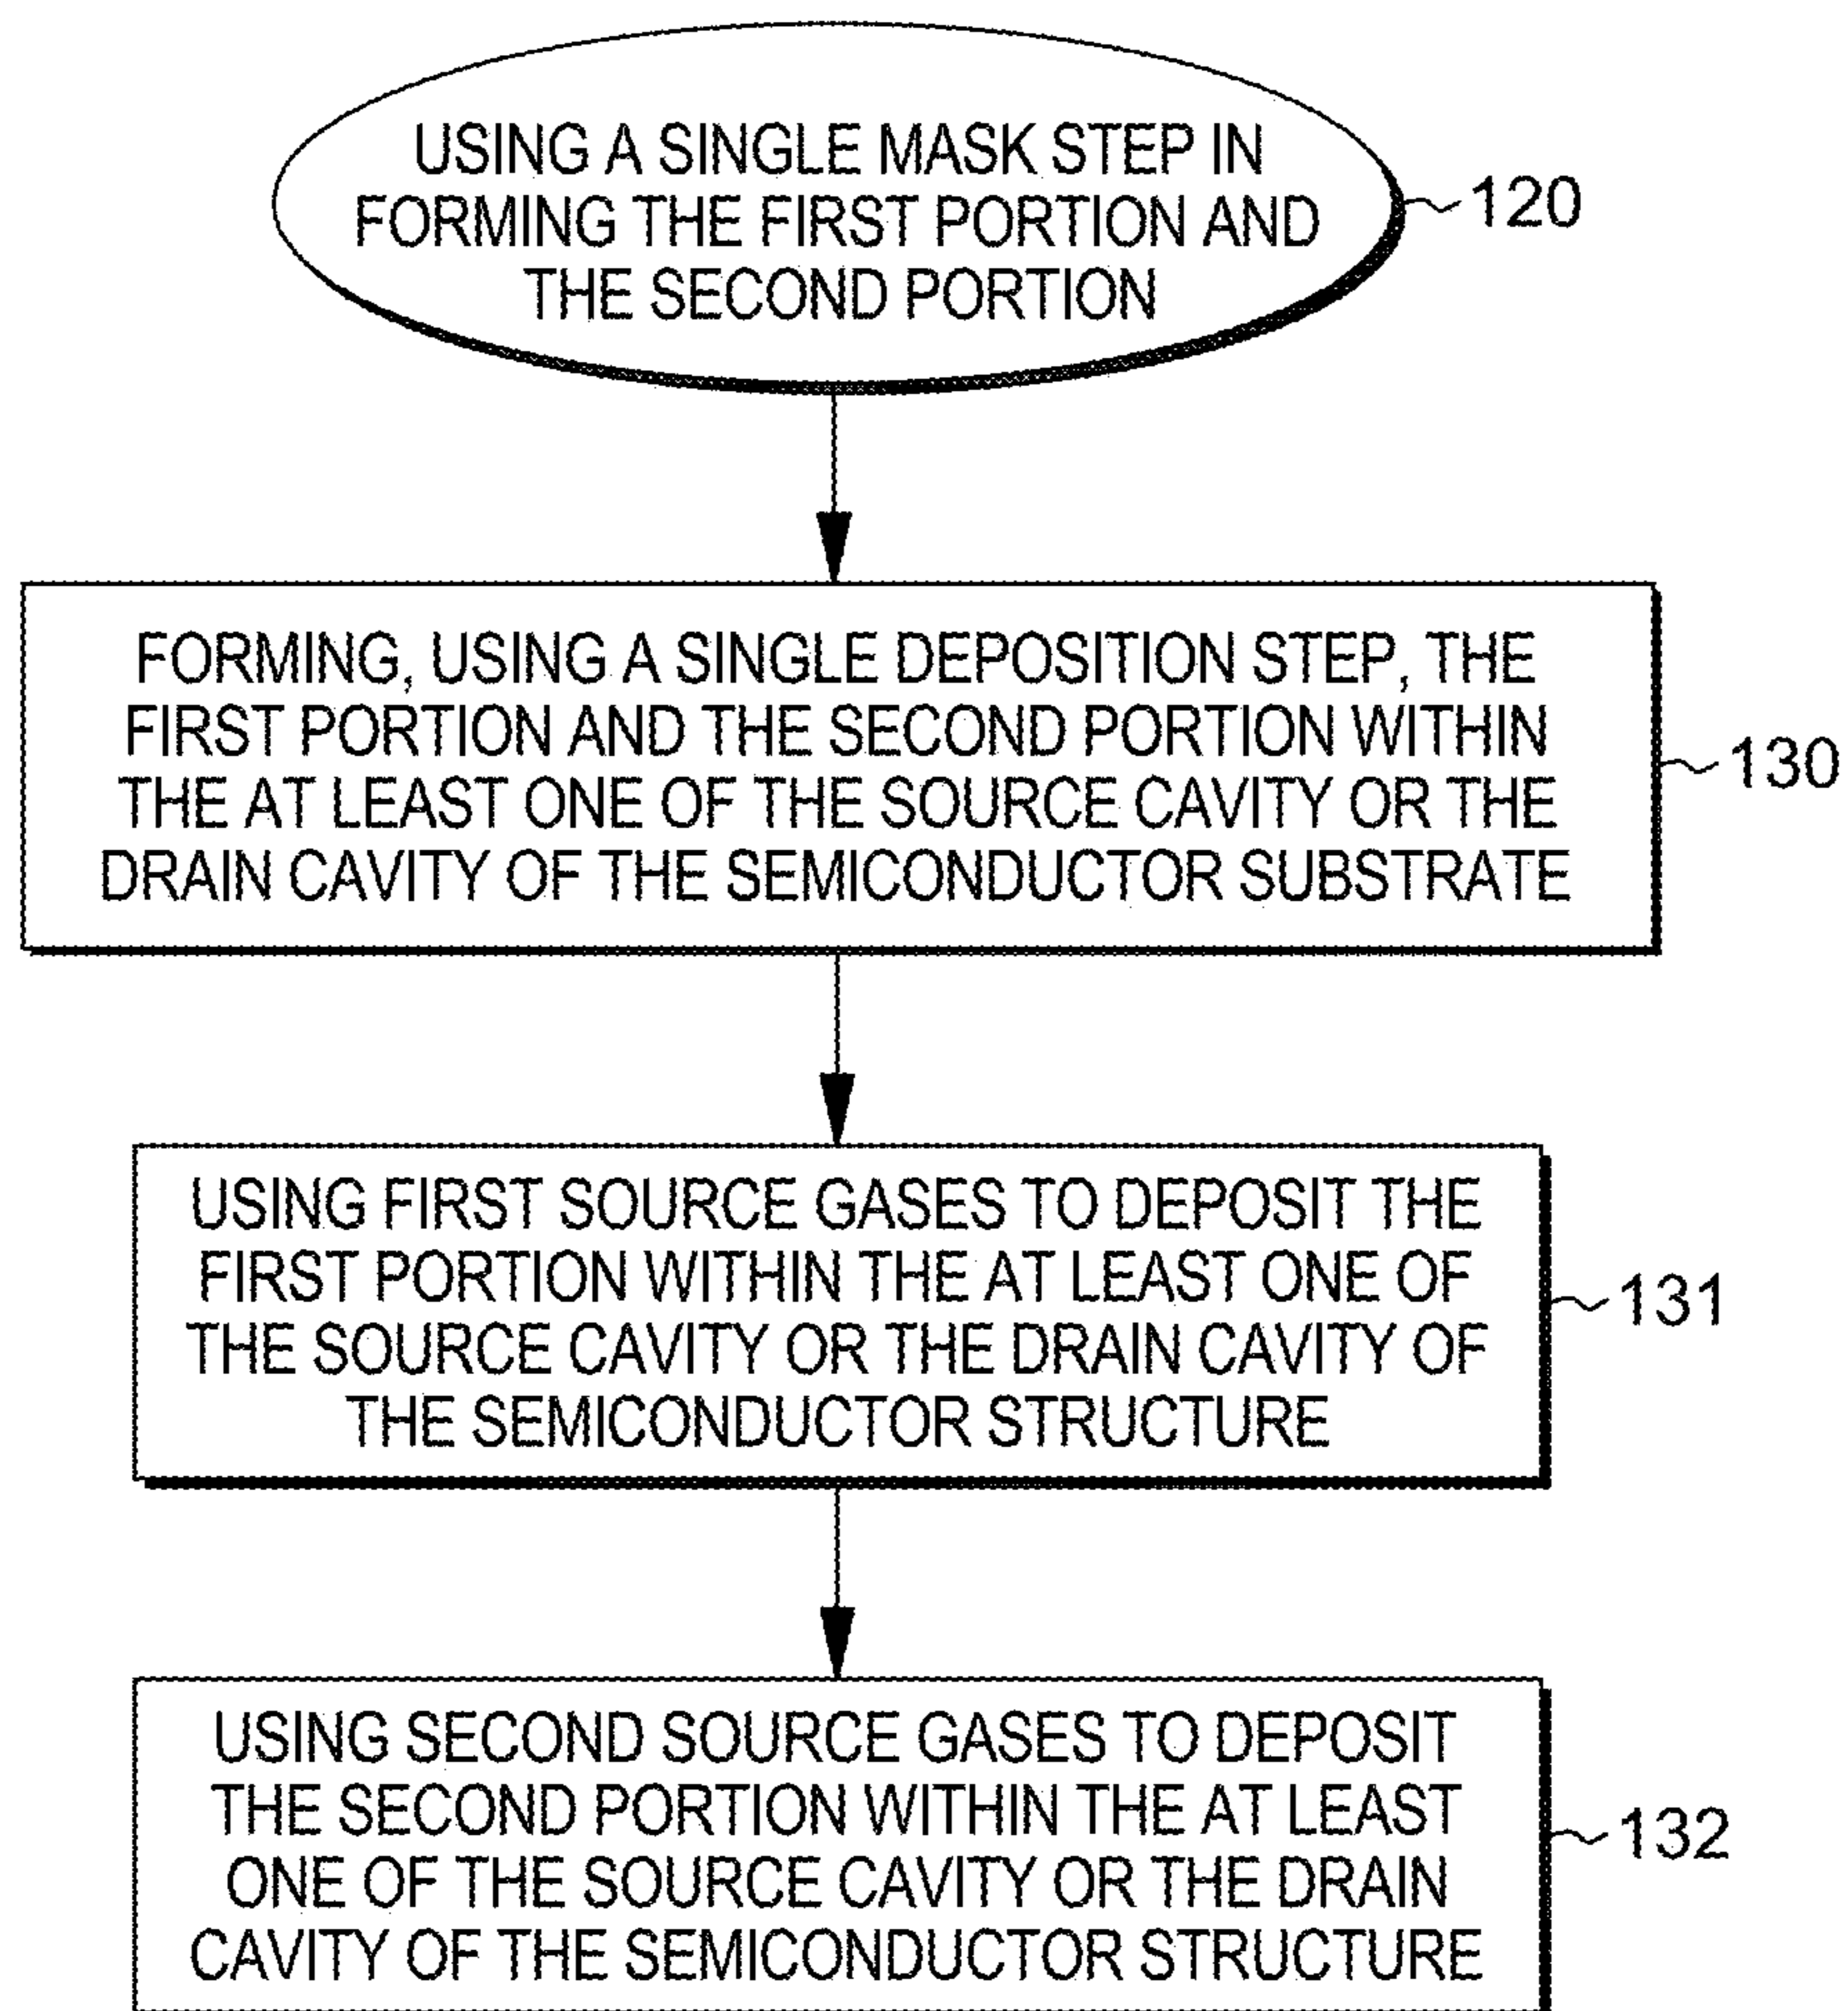 USING A SINGLE MASK STEP IN
FORMING THE FIRST PORTION AND
THE SECOND PORTION
120
FORMING, USING A SINGLE DEPOSITION STEP, THE
FIRST PORTION AND THE SECOND PORTION WITHIN
THE AT LEAST ONE OF THE SOURCE CAVITY OR THE
DRAIN CAVITY OF THE SEMICONDUCTOR SUBSTRATE
130
USING FIRST SOURCE GASES TO DEPOSIT THE
FIRST PORTION WITHIN THE AT LEAST ONE OF
THE SOURCE CAVITY OR THE DRAIN CAVITY OF
THE SEMICONDUCTOR STRUCTURE
131
USING SECOND SOURCE GASES TO DEPOSIT
THE SECOND PORTION WITHIN THE AT LEAST
ONE OF THE SOURCE CAVITY OR THE DRAIN
CAVITY OF THE SEMICONDUCTOR STRUCTURE
132